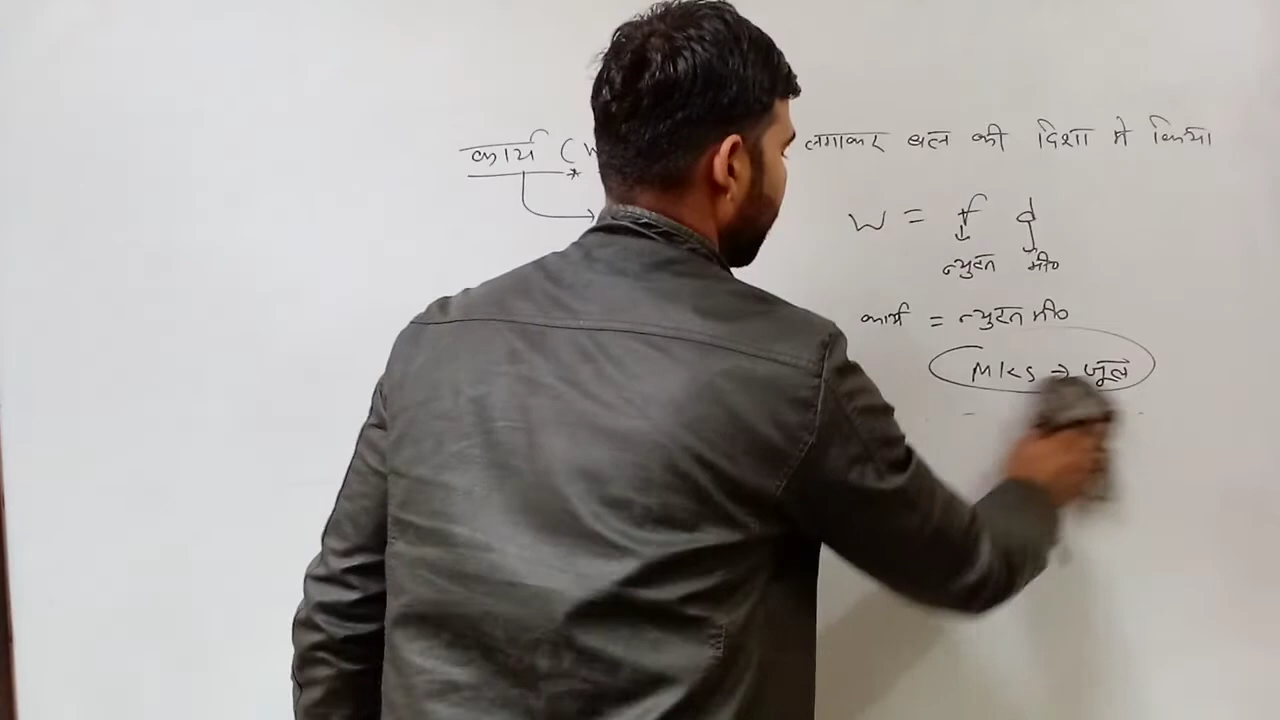 कार्य (W लगाकर बल की दिशा मे किया
W = f d
न्युटन मी०
कार्य = न्युटन मी०
MKS → जूल